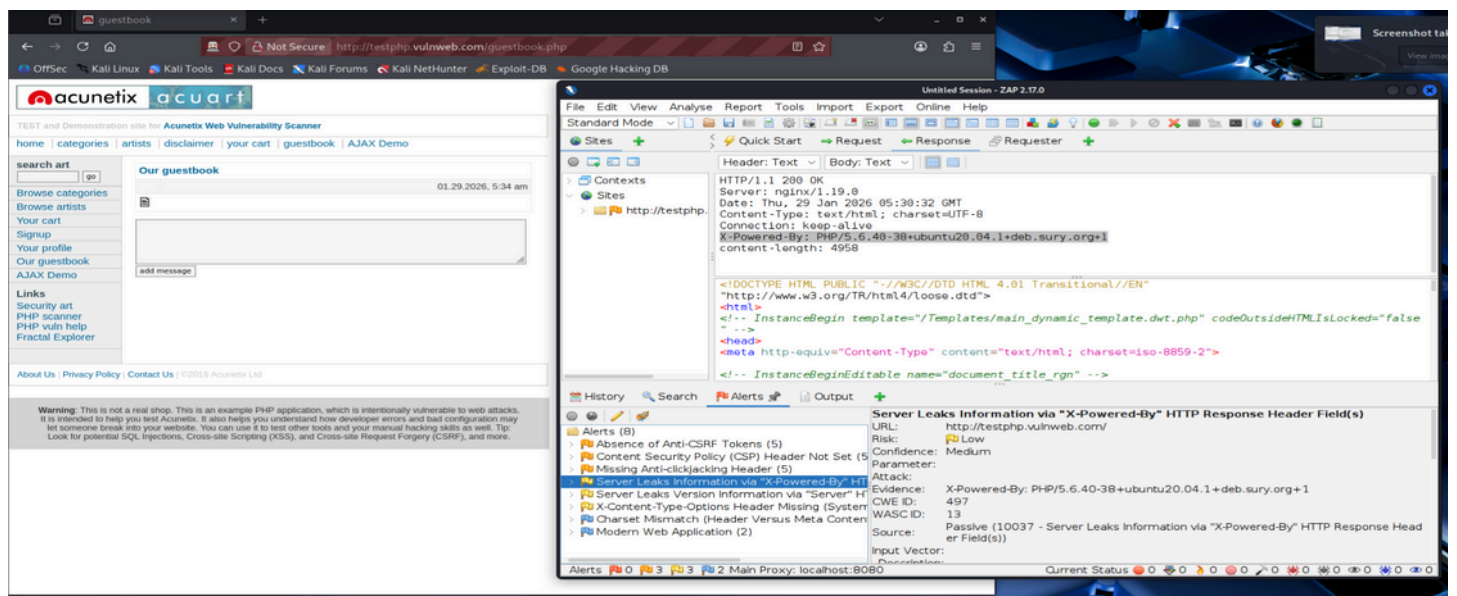 guestbook
Not Secure http://testphp.vulnweb.com/guestbook.php
OffSec Kali Linux Kali Tools Kali Docs Kali Forums Kali NetHunter Exploit-DB Google Hacking DB
acunetix acuart
TEST and Demonstration site for Acunetix Web Vulnerability Scanner
home | categories | artists | disclaimer | your cart | guestbook | AJAX Demo
search art
go
Browse categories
Browse artists
Your cart
Signup
Your profile
Our guestbook
AJAX Demo
Links
Security art
PHP scanner
PHP vuln help
Fractal Explorer
Our guestbook
01.29.2026, 5:34 am
add message
About Us | Privacy Policy | Contact Us | ©2019 Acunetix Ltd
Warning: This is not a real shop. This is an example PHP application, which is intentionally vulnerable to web attacks.
It is intended to help you test Acunetix. It also helps you understand how developer errors and bad configuration may
let someone break into your website. You can use it to test other tools and your manual hacking skills as well. Tip:
Look for potential SQL Injections, Cross-site Scripting (XSS), and Cross-site Request Forgery (CSRF), and more.
Screenshot tak
View imag
Untitled Session - ZAP 2.17.0
File Edit View Analyse Report Tools Import Export Online Help
Standard Mode
Sites
Quick Start Request Response Requester
Header: Text Body: Text
Contexts
Sites
http://testphp.
HTTP/1.1 200 OK
Server: nginx/1.19.0
Date: Thu, 29 Jan 2026 05:30:32 GMT
Content-Type: text/html; charset=UTF-8
Connection: keep-alive
X-Powered-By: PHP/5.6.40-38+ubuntu20.04.1+deb.sury.org+1
content-length: 4958
<!DOCTYPE HTML PUBLIC "-//W3C//DTD HTML 4.01 Transitional//EN"
"http://www.w3.org/TR/html4/loose.dtd">
<html>
<!-- InstanceBegin template="/Templates/main_dynamic_template.dwt.php" codeOutsideHTMLIsLocked="false
" -->
<head>
<meta http-equiv="Content-Type" content="text/html; charset=iso-8859-2">
<!-- InstanceBeginEditable name="document_title_rgn" -->
History Search Alerts Output
Alerts (8)
Absence of Anti-CSRF Tokens (5)
Content Security Policy (CSP) Header Not Set (5
Missing Anti-clickjacking Header (5)
Server Leaks Information via "X-Powered-By" HT
Server Leaks Version Information via "Server" H
X-Content-Type-Options Header Missing (System
Charset Mismatch (Header Versus Meta Conten
Modern Web Application (2)
Server Leaks Information via "X-Powered-By" HTTP Response Header Field(s)
URL: http://testphp.vulnweb.com/
Risk: Low
Confidence: Medium
Parameter:
Attack:
Evidence: X-Powered-By: PHP/5.6.40-38+ubuntu20.04.1+deb.sury.org+1
CWE ID: 497
WASC ID: 13
Source: Passive (10037 - Server Leaks Information via "X-Powered-By" HTTP Response Head
er Field(s))
Input Vector:
Description:
Alerts 0 3 3 2 Main Proxy: localhost:8080
Current Status 0 0 0 0 0 0 0 0 0 0